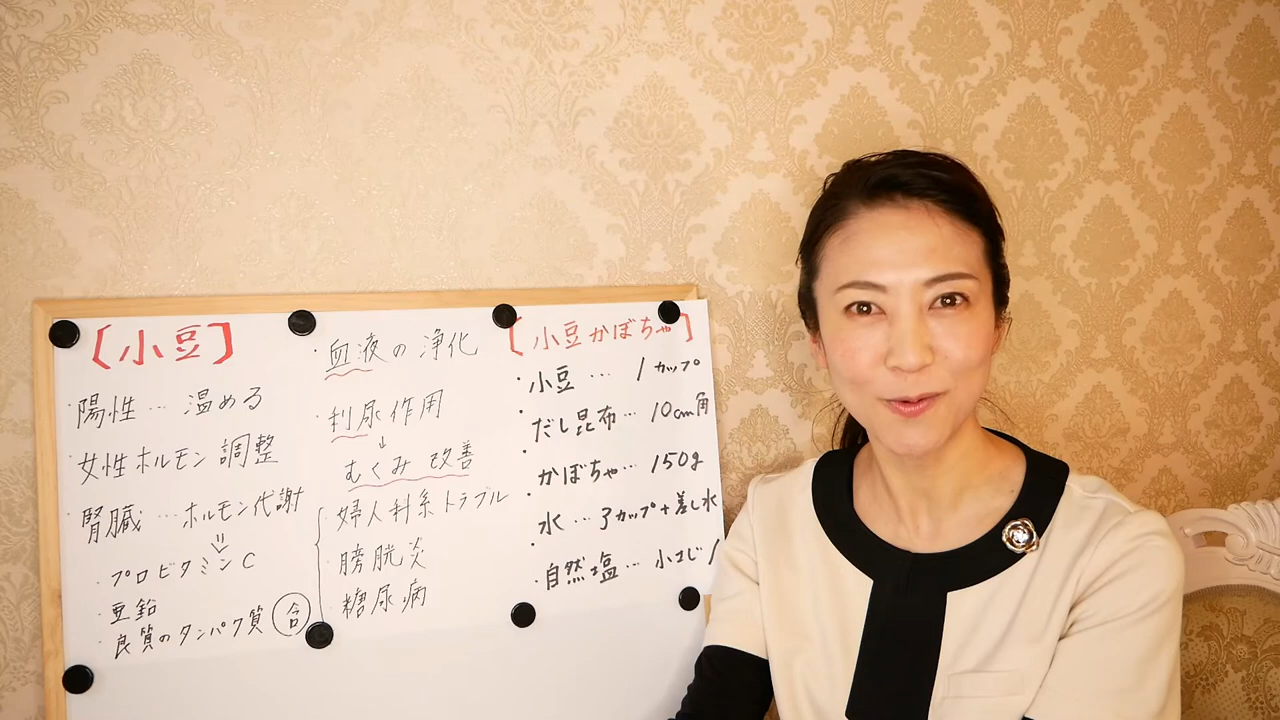 【小豆】
・陽性…温める
・女性ホルモン調整
・腎臓…ホルモン代謝
・プロビタミンC
・亜鉛
・良質のタンパク質 含
・血液の浄化
・利尿作用
↓
むくみ改善
・婦人科系トラブル
・膀胱炎
・糖尿病
【小豆かぼちゃ】
・小豆…1カップ
・だし昆布…10cm角
・かぼちゃ…150g
・水…3カップ+差し水
・自然塩…小さじ1